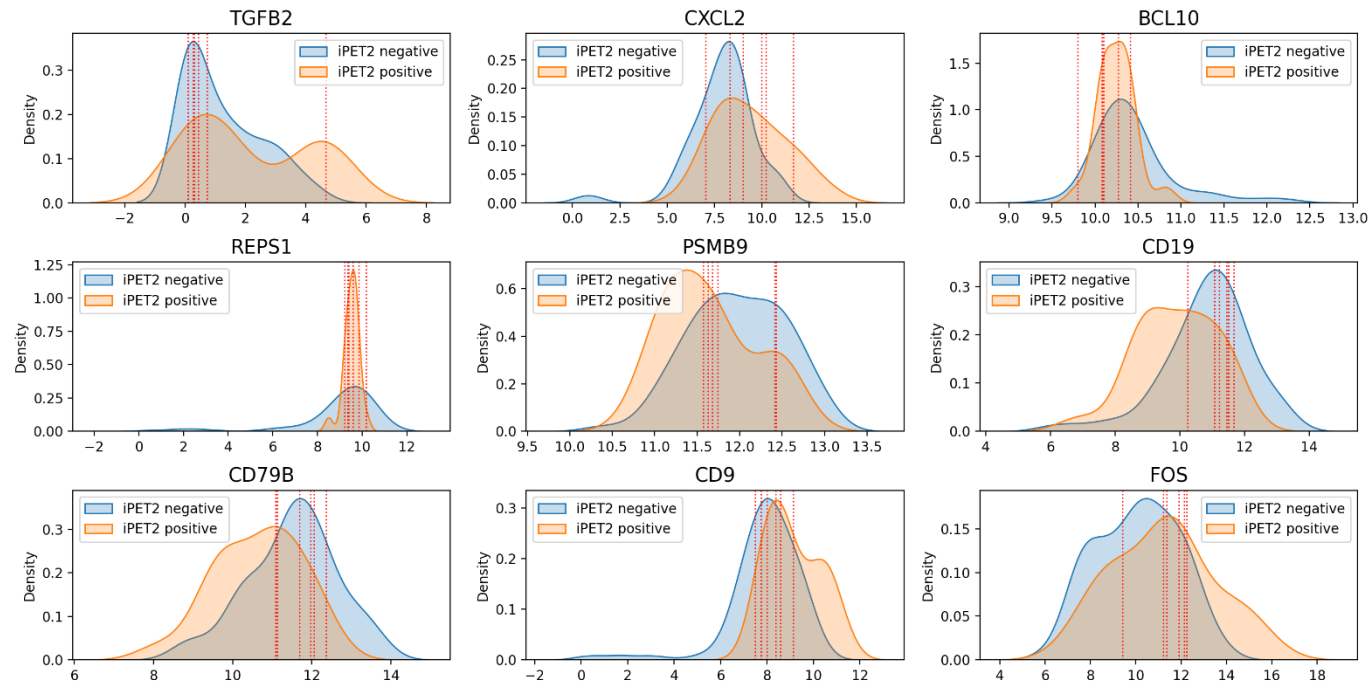 TGFB2
Density
0.3
0.2
0.1
0.0
iPET2 negative
iPET2 positive
−2 0 2 4 6 8
CXCL2
Density
0.25
0.20
0.15
0.10
0.05
0.00
iPET2 negative
iPET2 positive
0.0 2.5 5.0 7.5 10.0 12.5 15.0
BCL10
Density
1.5
1.0
0.5
0.0
iPET2 negative
iPET2 positive
9.0 9.5 10.0 10.5 11.0 11.5 12.0 12.5 13.0
REPS1
Density
1.25
1.00
0.75
0.50
0.25
0.00
iPET2 negative
iPET2 positive
−2 0 2 4 6 8 10 12
PSMB9
Density
0.6
0.4
0.2
0.0
iPET2 negative
iPET2 positive
9.5 10.0 10.5 11.0 11.5 12.0 12.5 13.0 13.5
CD19
Density
0.3
0.2
0.1
0.0
iPET2 negative
iPET2 positive
4 6 8 10 12 14
CD79B
Density
0.3
0.2
0.1
0.0
iPET2 negative
iPET2 positive
6 8 10 12 14
CD9
Density
0.3
0.2
0.1
0.0
iPET2 negative
iPET2 positive
−2 0 2 4 6 8 10 12
FOS
Density
0.15
0.10
0.05
0.00
iPET2 negative
iPET2 positive
4 6 8 10 12 14 16 18